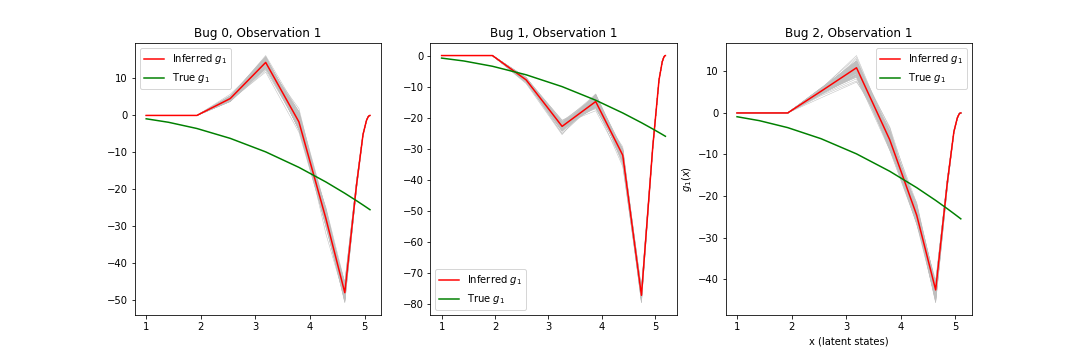 Bug 0, Observation 1
Inferred g₁
True g₁
10
0
−10
−20
−30
−40
−50
1 2 3 4 5
Bug 1, Observation 1
0
−10
−20
−30
−40
−50
−60
−70
−80
Inferred g₁
True g₁
1 2 3 4 5
Bug 2, Observation 1
Inferred g₁
True g₁
g₁(x)
10
0
−10
−20
−30
−40
1 2 3 4 5
x (latent states)